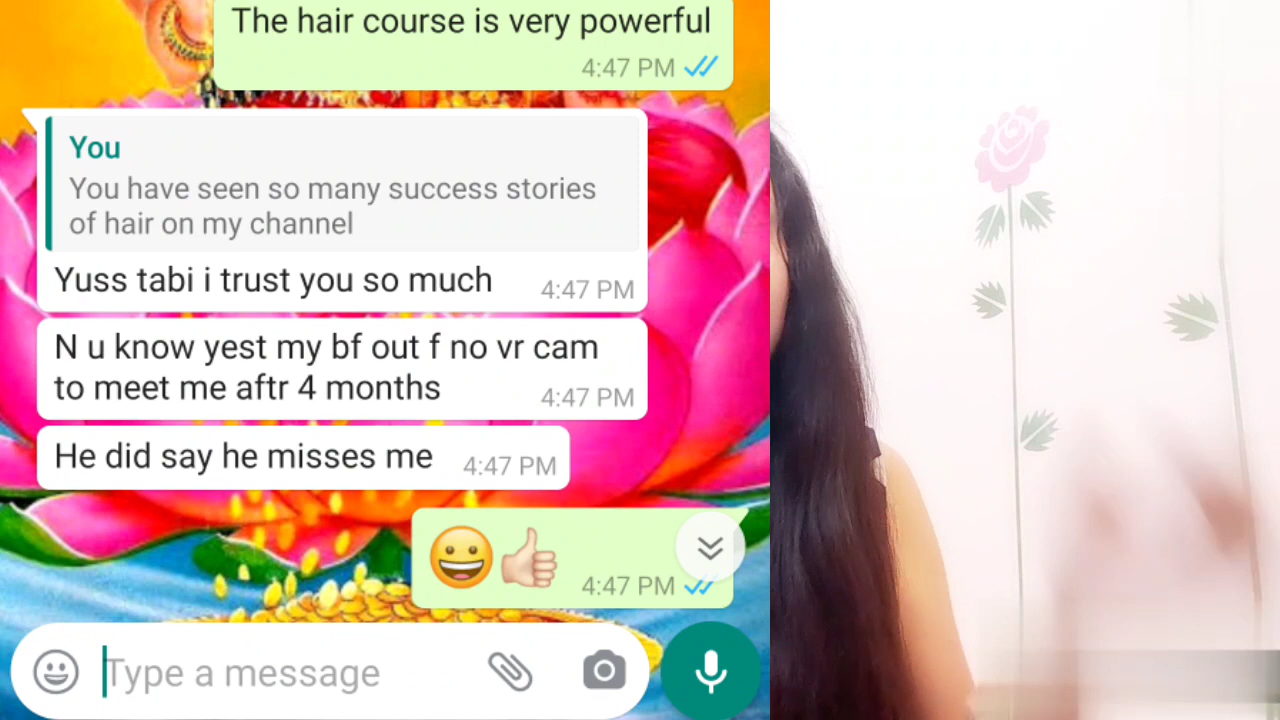 The hair course is very powerful
4:47 PM
You
You have seen so many success stories
of hair on my channel
Yuss tabi i trust you so much
4:47 PM
N u know yest my bf out f no vr cam
to meet me aftr 4 months
4:47 PM
He did say he misses me
4:47 PM
😀👍🏻
4:47 PM
Type a message